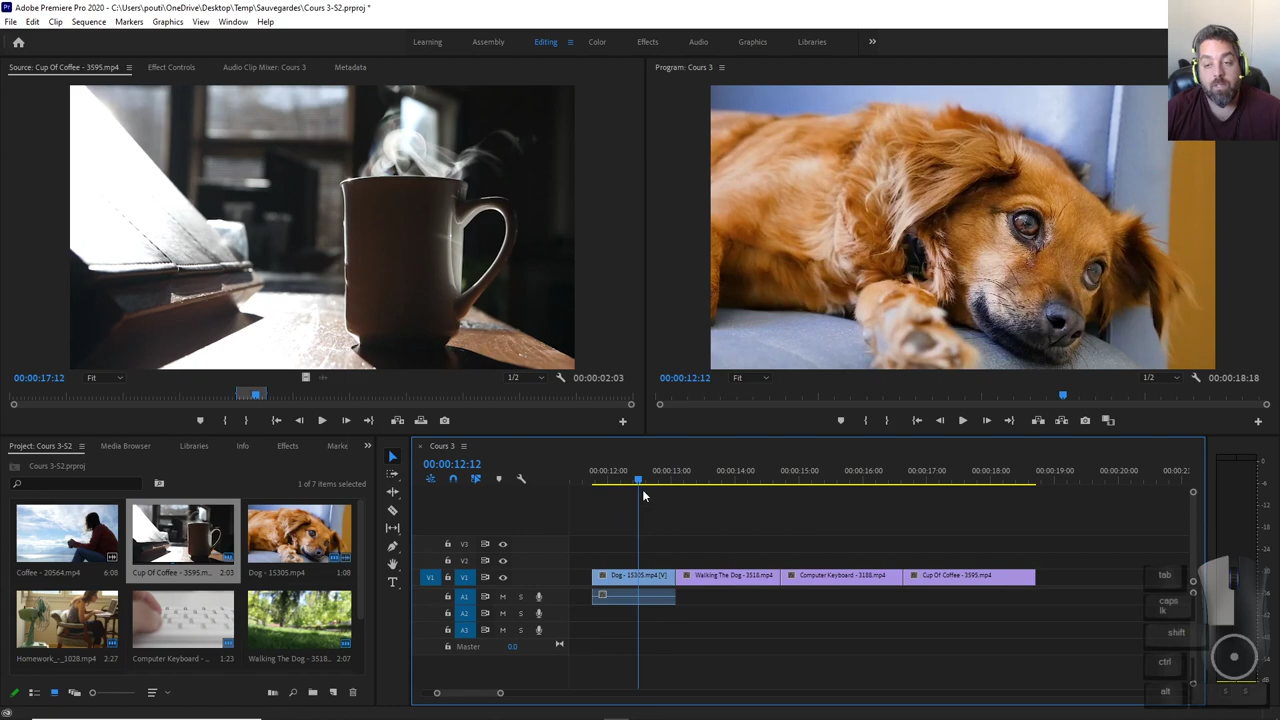 Adobe Premiere Pro 2020 - C:\Users\pouti\OneDrive\Desktop\Temp\Sauvegardes\Cours 3-S2.prproj *
File Edit Clip Sequence Markers Graphics View Window Help
Learning Assembly Editing Color Effects Audio Graphics Libraries
Source: Cup Of Coffee - 3595.mp4 Effect Controls Audio Clip Mixer: Cours 3 Metadata
Program: Cours 3
00:00:17:12 Fit 1/2 00:00:02:03
00:00:12:12 Fit 1/2 00:00:18:18
Project: Cours 3-S2 Media Browser Libraries Info Effects Marke
Cours 3-S2.prproj
1 of 7 items selected
Coffee - 20564.mp4 6:08
Cup Of Coffee - 3595.m... 2:03
Dog - 15305.mp4 1:08
Homework_-_1028.mp4 2:27
Computer Keyboard - ... 1:23
Walking The Dog - 3518... 2:07
Cours 3
00:00:12:12
00:00:12:00 00:00:13:00 00:00:14:00 00:00:15:00 00:00:16:00 00:00:17:00 00:00:18:00 00:00:19:00 00:00:20:00 00:00:21
V3
V2
V1 V1 Dog - 15305.mp4 [V] Walking The Dog - 3518.mp4 Computer Keyboard - 3188.mp4 Cup Of Coffee - 3595.mp4
A1 M S
A2 M S
A3 M S
Master 0.0
0
-6
S S
tab
caps
lk
shift
ctrl
alt